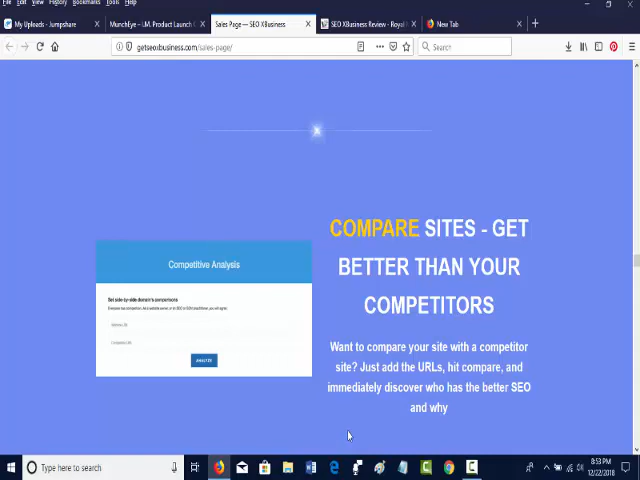 File Edit View History Bookmarks Tools Help
My Uploads - Jumpshare
MunchEye – I.M. Product Launch C
Sales Page — SEO XBusiness
SEO XBusiness Review - Royal H
New Tab
getseoxbusiness.com/sales-page/
Search
Competitive Analysis
Get side-by-side domain's comparisons
COMPARE SITES - GET
BETTER THAN YOUR
COMPETITORS
Want to compare your site with a competitor
site? Just add the URLs, hit compare, and
immediately discover who has the better SEO
and why
Type here to search
8:53 PM
12/22/2018